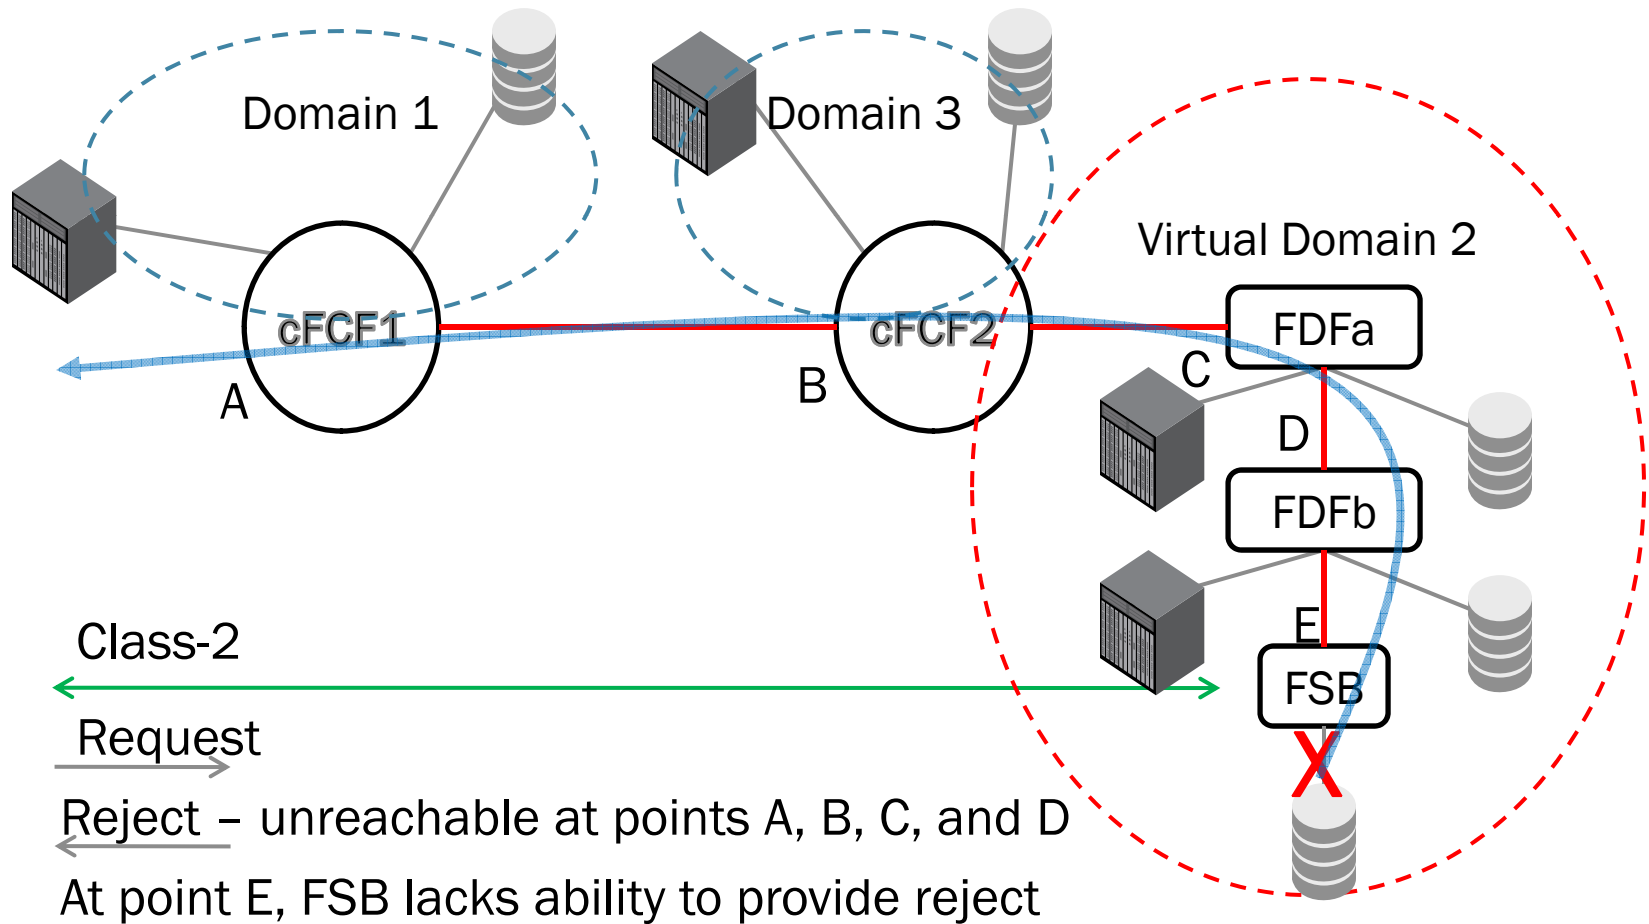 Domain 1
Domain 3
Virtual Domain 2
cFCF1
cFCF2
FDFa
A
B
C
D
FDFb
E
FSB
X
Class-2
Request
Reject – unreachable at points A, B, C, and D
At point E, FSB lacks ability to provide reject